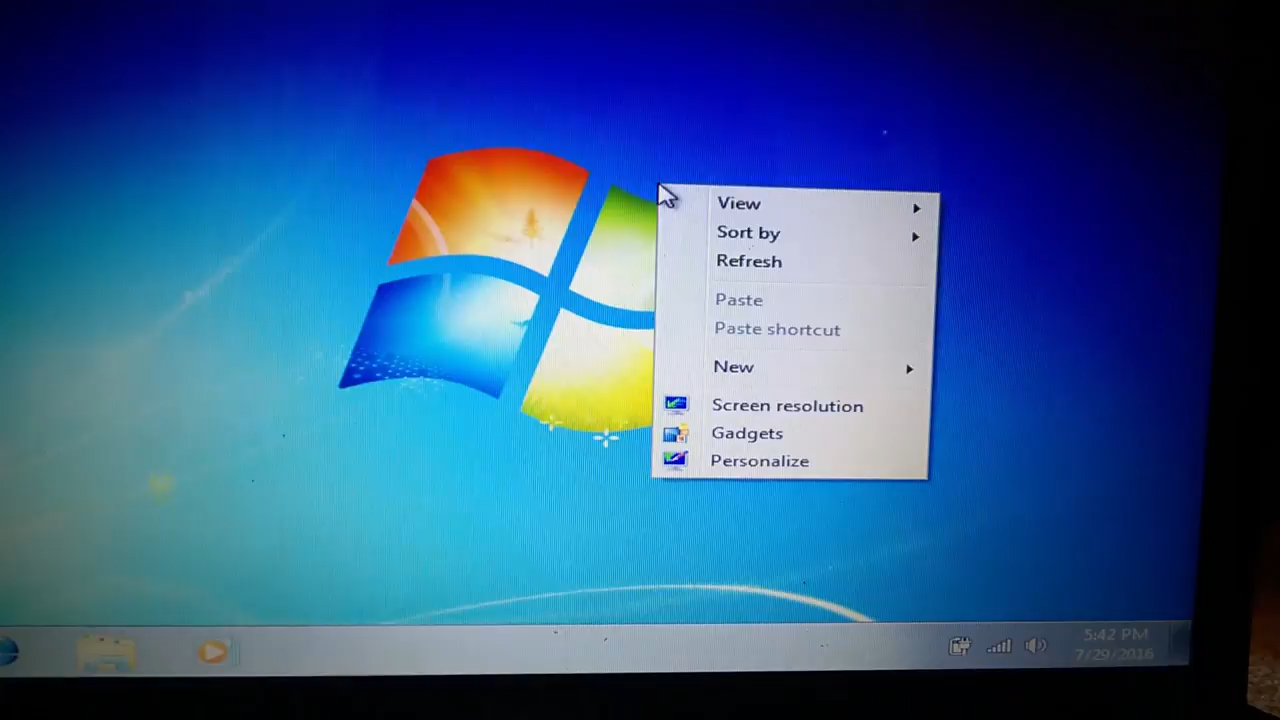 View
Sort by
Refresh
Paste
Paste shortcut
New
Screen resolution
Gadgets
Personalize
5:42 PM
7/29/2016